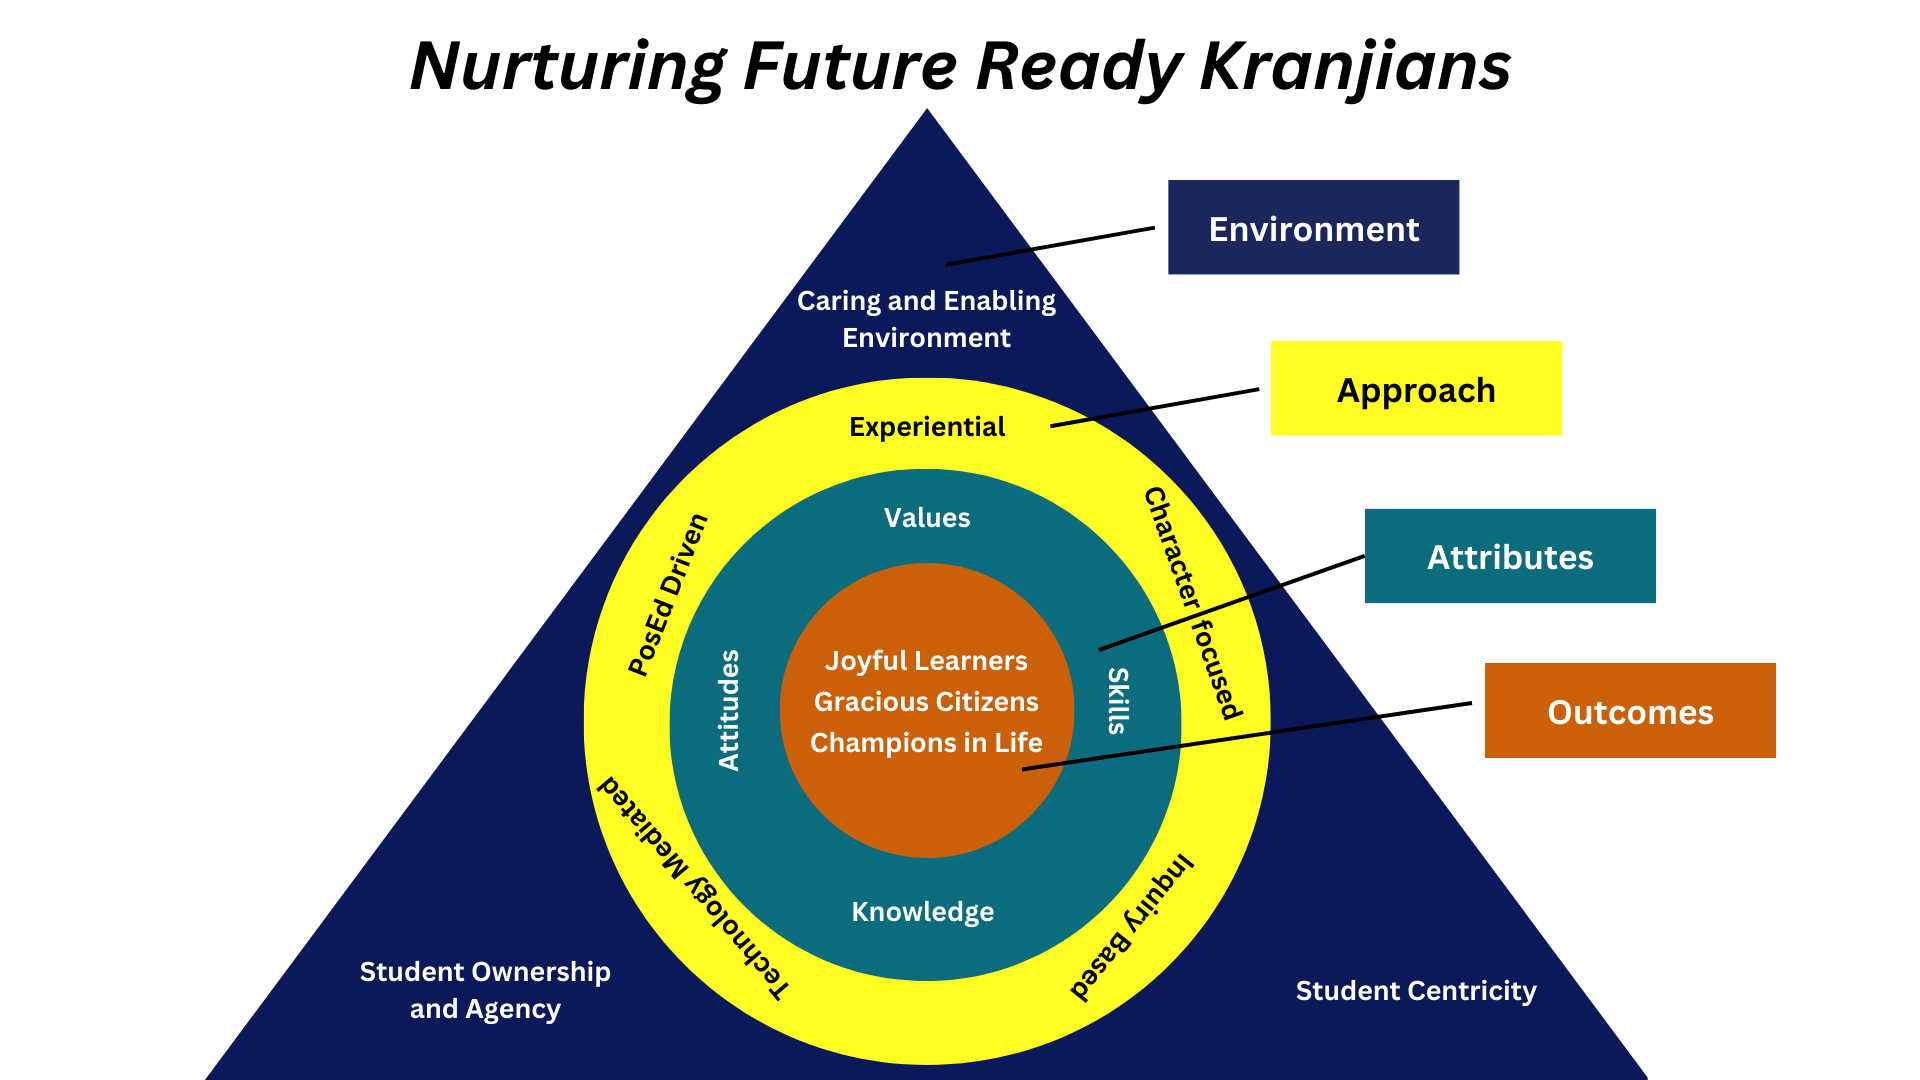 Nurturing Future Ready Kranjians
Environment
Caring and Enabling
Environment
Approach
Experiential
Character focused
PosEd Driven
Values
Attributes
Attitudes
Joyful Learners
Gracious Citizens
Champions in Life
Skills
Outcomes
Technology Mediated
Inquiry Based
Knowledge
Student Ownership
and Agency
Student Centricity